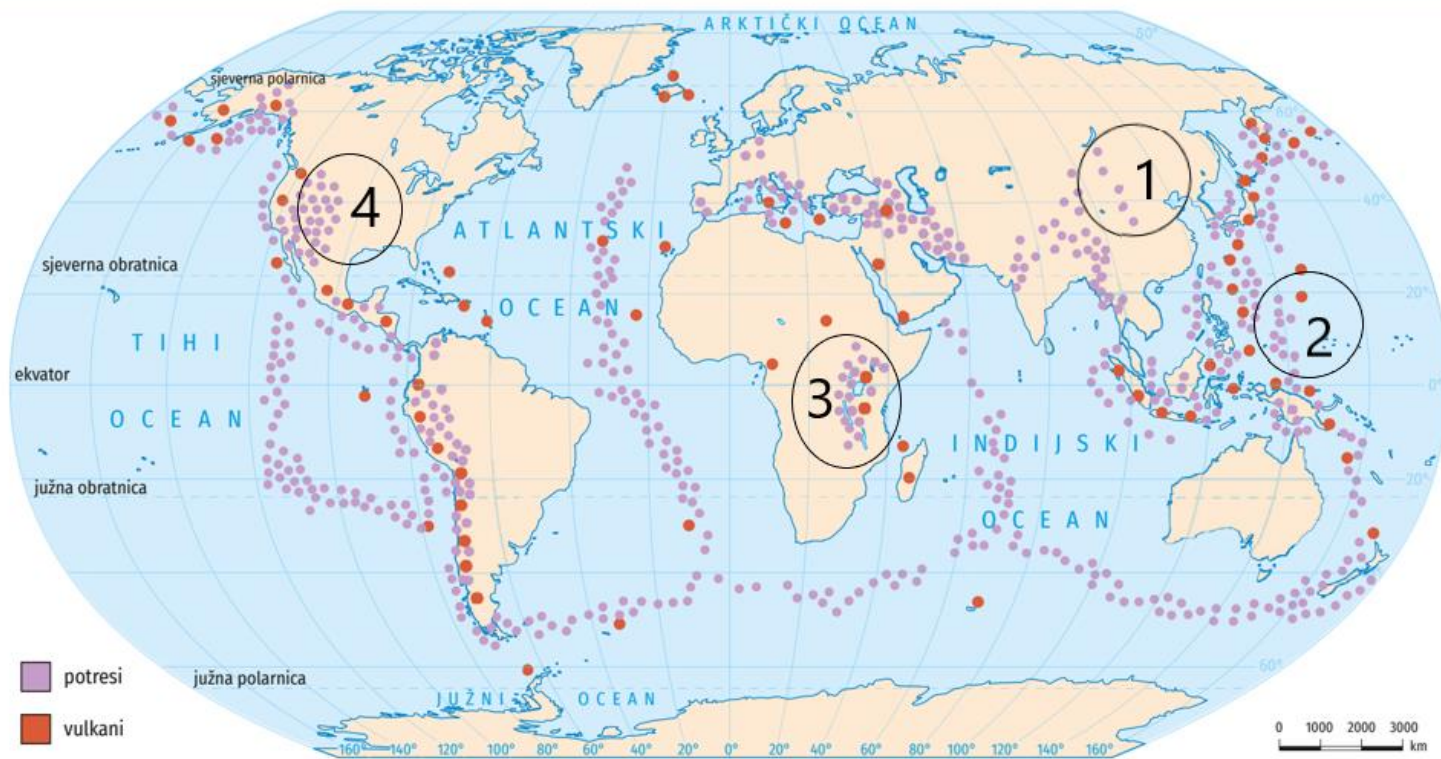 ARKTIČKI OCEAN
80°
sjeverna polarnica
60°
1
4
40°
ATLANTSKI
sjeverna obratnica
20°
OCEAN
2
TIHI
ekvator
0°
3
OCEAN
INDIJSKI
južna obratnica
20°
OCEAN
60°
potresi
južna polarnica
JUŽNI OCEAN
vulkani
0 1000 2000 3000
km
160° 140° 120° 100° 80° 60° 40° 20° 0° 20° 40° 60° 80° 100° 120° 140° 160°